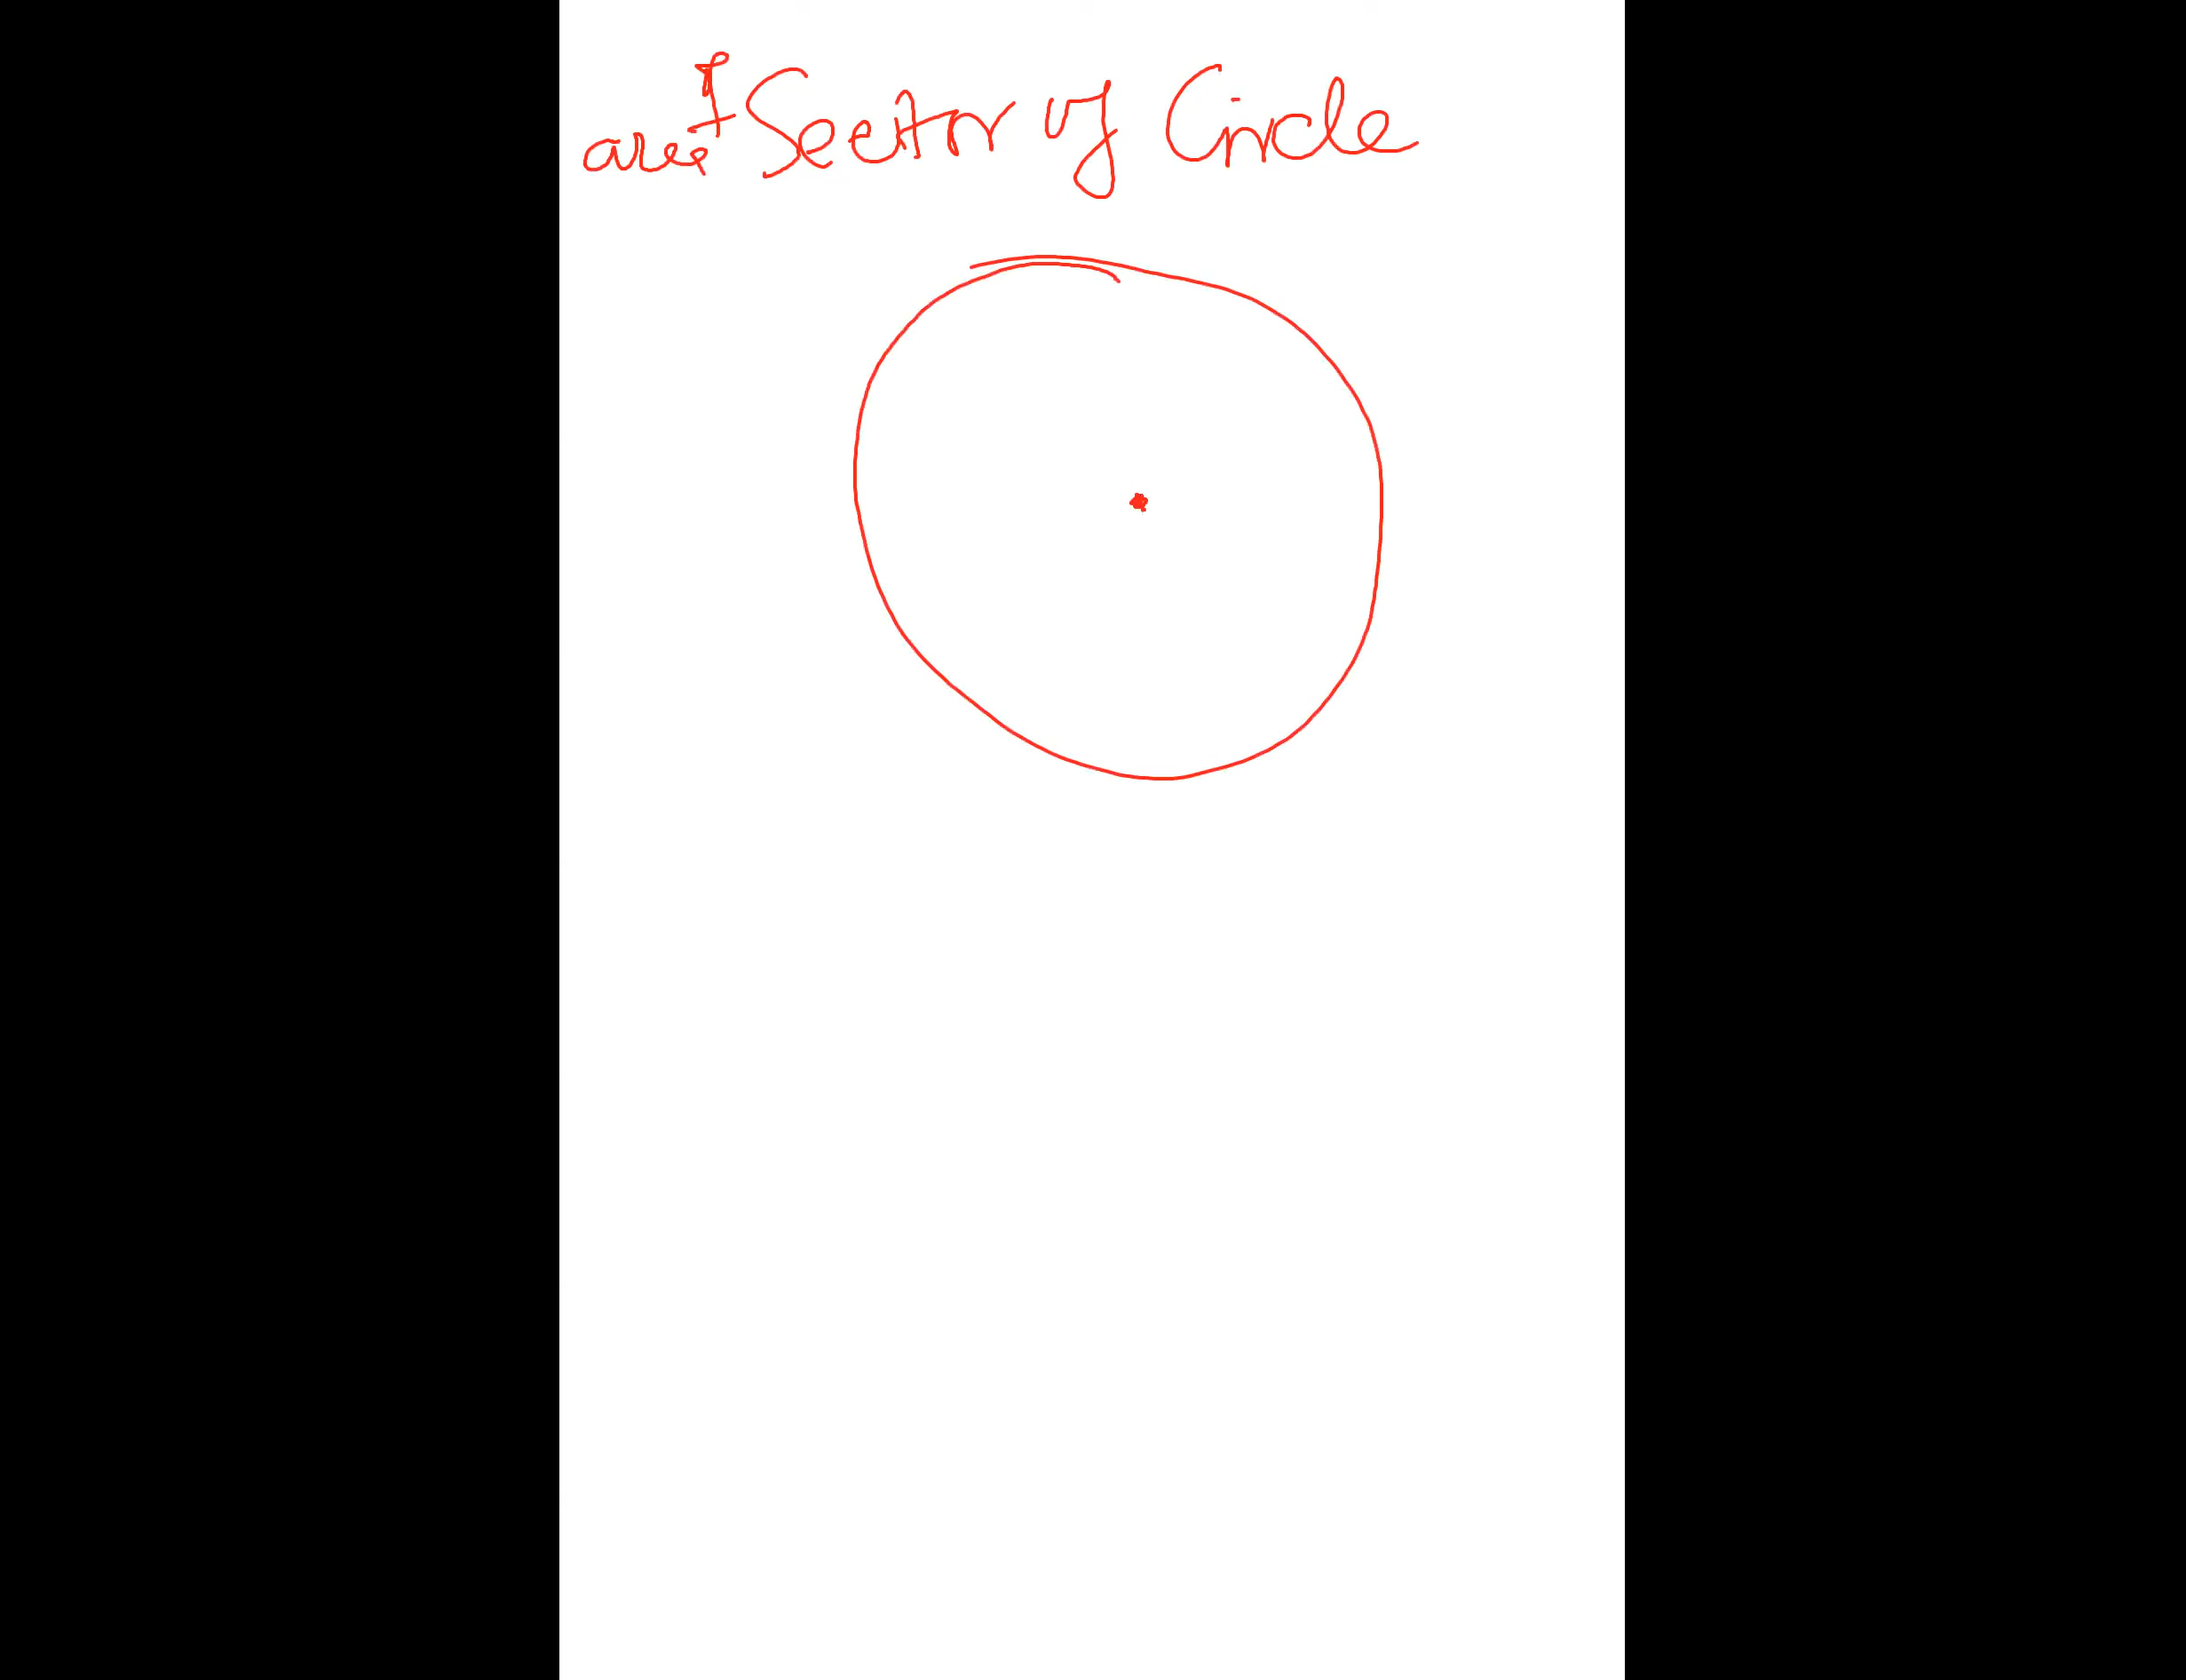 area of Sector of Circle